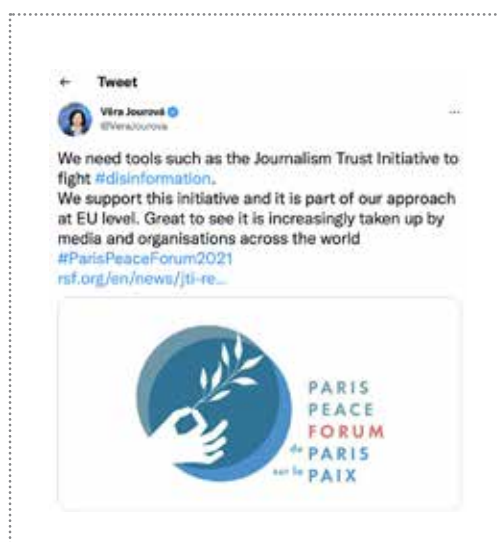 ← Tweet
Věra Jourová
@VeraJourova
...
We need tools such as the Journalism Trust Initiative to
fight #disinformation.
We support this initiative and it is part of our approach
at EU level. Great to see it is increasingly taken up by
media and organisations across the world
#ParisPeaceForum2021
rsf.org/en/news/jti-re...
PARIS
PEACE
FORUM
de PARIS
sur la PAIX